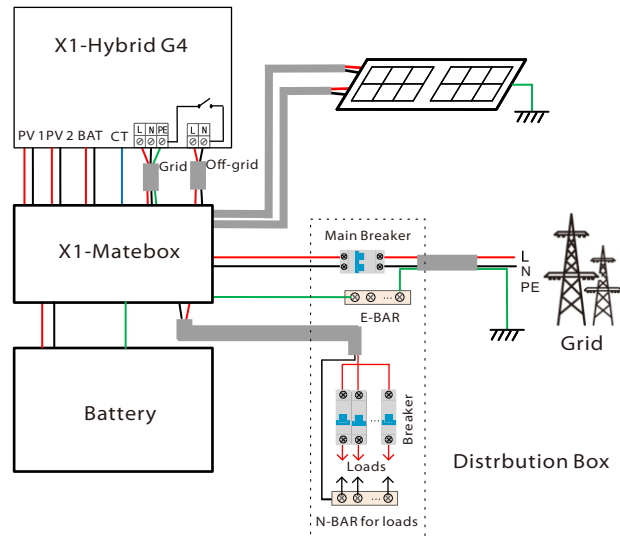 X1-Hybrid G4
PV 1 PV 2 BAT CT
L N PE
L N
Grid
Off-grid
X1-Matebox
Main Breaker
L
N
PE
E-BAR
Grid
Battery
Breaker
Loads
Distrbution Box
N-BAR for loads